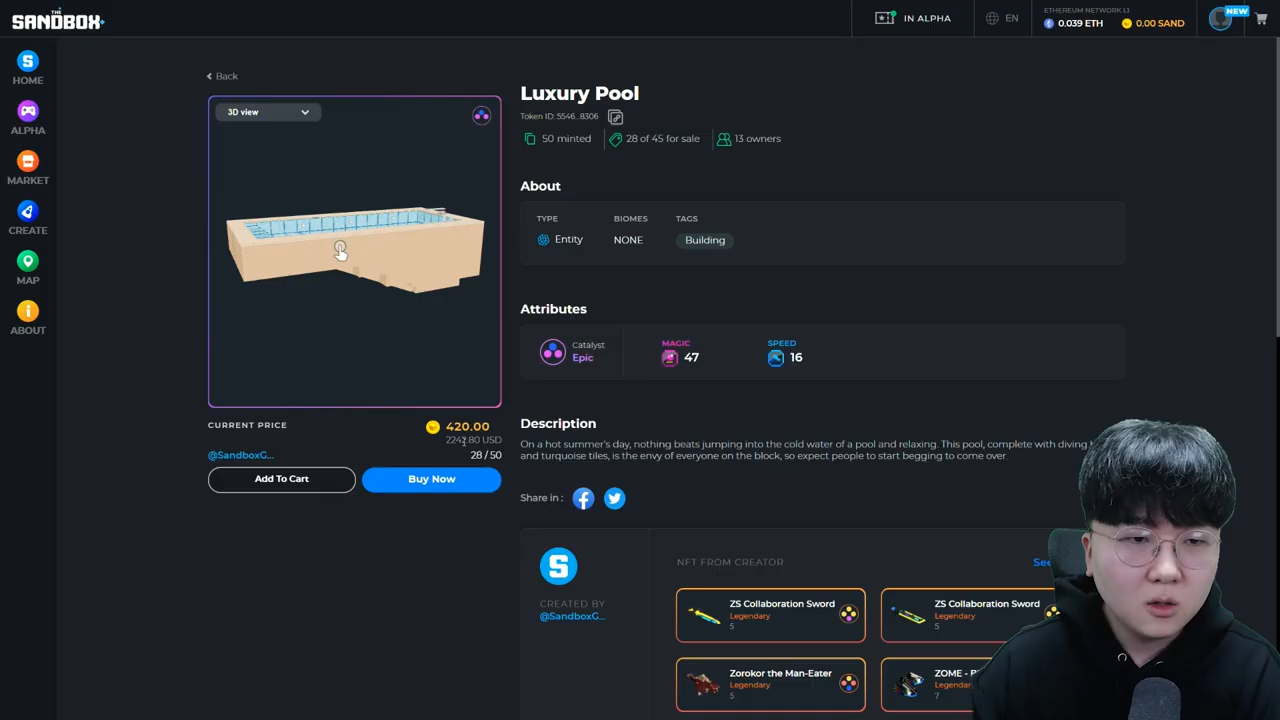 THE
SANDBOX
IN ALPHA
EN
ETHEREUM NETWORK L1
0.039 ETH
0.00 SAND
NEW
HOME
ALPHA
MARKET
CREATE
MAP
ABOUT
Back
3D view
CURRENT PRICE
420.00
USD
@SandboxG...
28 / 50
Add To Cart
Buy Now
Luxury Pool
Token ID: 5546...8306
50 minted
28 of 45 for sale
13 owners
About
TYPE
BIOMES
TAGS
Entity
NONE
Building
Attributes
Catalyst
Epic
MAGIC
47
SPEED
16
Description
On a hot summer's day, nothing beats jumping into the cold water of a pool and relaxing. This pool, complete with diving
and turquoise tiles, is the envy of everyone on the block, so expect people to start begging to come over.
Share in :
CREATED BY
@SandboxG...
NFT FROM CREATOR
See
ZS Collaboration Sword
Legendary
5
ZS Collaboration Sword
Legendary
5
Zorokor the Man-Eater
Legendary
5
ZOME -
Legendary
7